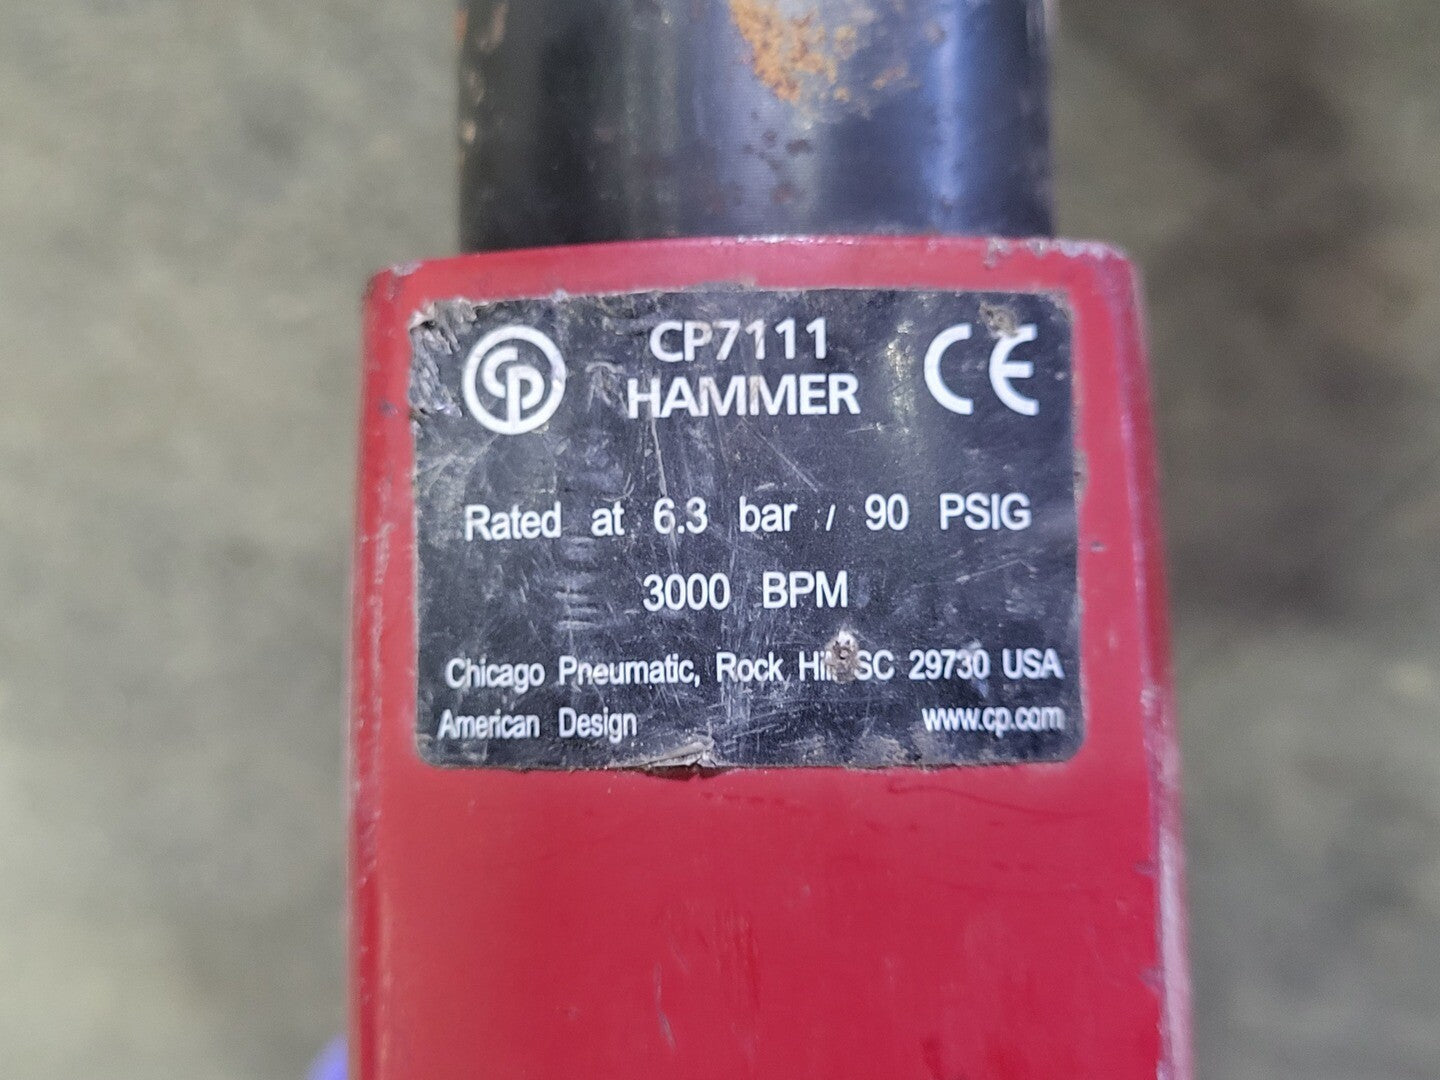 CP
CP7111
HAMMER
CE
Rated at 6.3 bar / 90 PSIG
3000 BPM
Chicago Pneumatic, Rock SC 29730 USA
American Design
www.cp.com